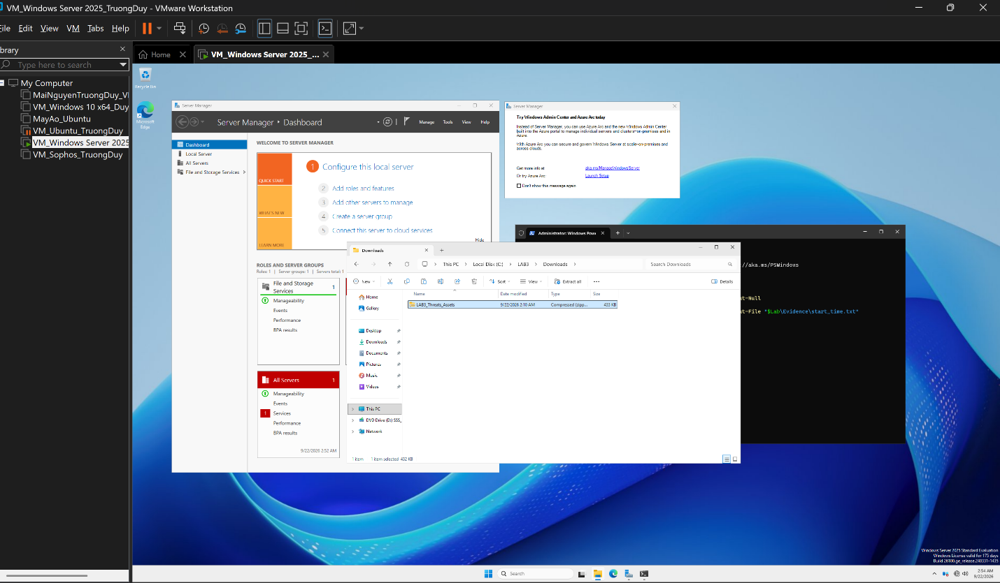 VM_Windows Server 2025_TruongDuy - VMware Workstation
File Edit View VM Tabs Help
brary
Type here to search
My Computer
MaiNguyenTruongDuy_VI
VM_Windows 10 x64_Duy
MayAo_Ubuntu
VM_Ubuntu_TruongDuy
VM_Windows Server 2025
VM_Sophos_TruongDuy
Home
VM_Windows Server 2025_...
Recycle Bin
Microsoft
Edge
Server Manager
Server Manager • Dashboard
Manage Tools View Help
Dashboard
Local Server
All Servers
File and Storage Services
WELCOME TO SERVER MANAGER
QUICK START
WHAT'S NEW
LEARN MORE
1 Configure this local server
2 Add roles and features
3 Add other servers to manage
4 Create a server group
5 Connect this server to cloud services
Hide
ROLES AND SERVER GROUPS
Roles: 1 | Server groups: 1 | Servers total: 1
File and Storage
Services
1
Manageability
Events
Performance
BPA results
All Servers 1
Manageability
Events
1 Services
Performance
BPA results
9/22/2026 2:52 AM
Server Manager
Try Windows Admin Center and Azure Arc today
Instead of Server Manager, you can use Azure Arc and the new Windows Admin Center
built into the Azure portal to manage individual servers and clusters–on-premises and in
Azure.
With Azure Arc you can secure and govern Windows Server at scale–on-premises and
across clouds.
Get more info at: aka.ms/ManageWindowsServer
Or try Azure Arc: Launch Setup
Don't show this message again
Administrator: Windows Pow
//aka.ms/PSWindows
ut-Null
ut-File "$Lab\Evidence\start_time.txt"
Downloads
This PC > Local Disk (C:) > LAB3 > Downloads >
Search Downloads
New
Sort
View
Extract all
...
Details
Name Date modified Type Size
LAB3_Threats_Assets 9/22/2026 2:10 AM Compressed (zipp... 433 KB
Home
Gallery
Desktop
Downloads
Documents
Pictures
Music
Videos
This PC
DVD Drive (D:) SSS_
Network
1 item 1 item selected 432 KB
Windows Server 2025 Standard Evaluation
Windows License valid for 175 days
Build 26100.ge_release.240331-1435
Search
2:54 AM
9/22/2026